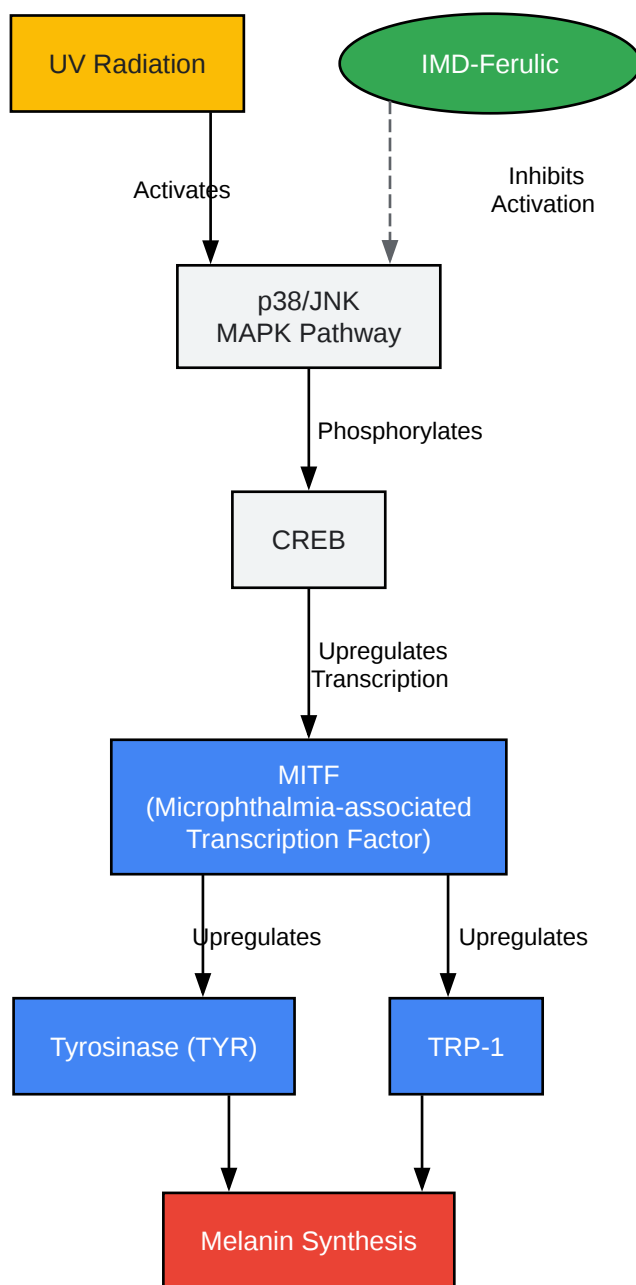 UV Radiation
IMD-Ferulic
Activates
Inhibits
Activation
p38/JNK
MAPK Pathway
Phosphorylates
CREB
Upregulates
Transcription
MITF
(Microphthalmia-associated
Transcription Factor)
Upregulates
Upregulates
Tyrosinase (TYR)
TRP-1
Melanin Synthesis